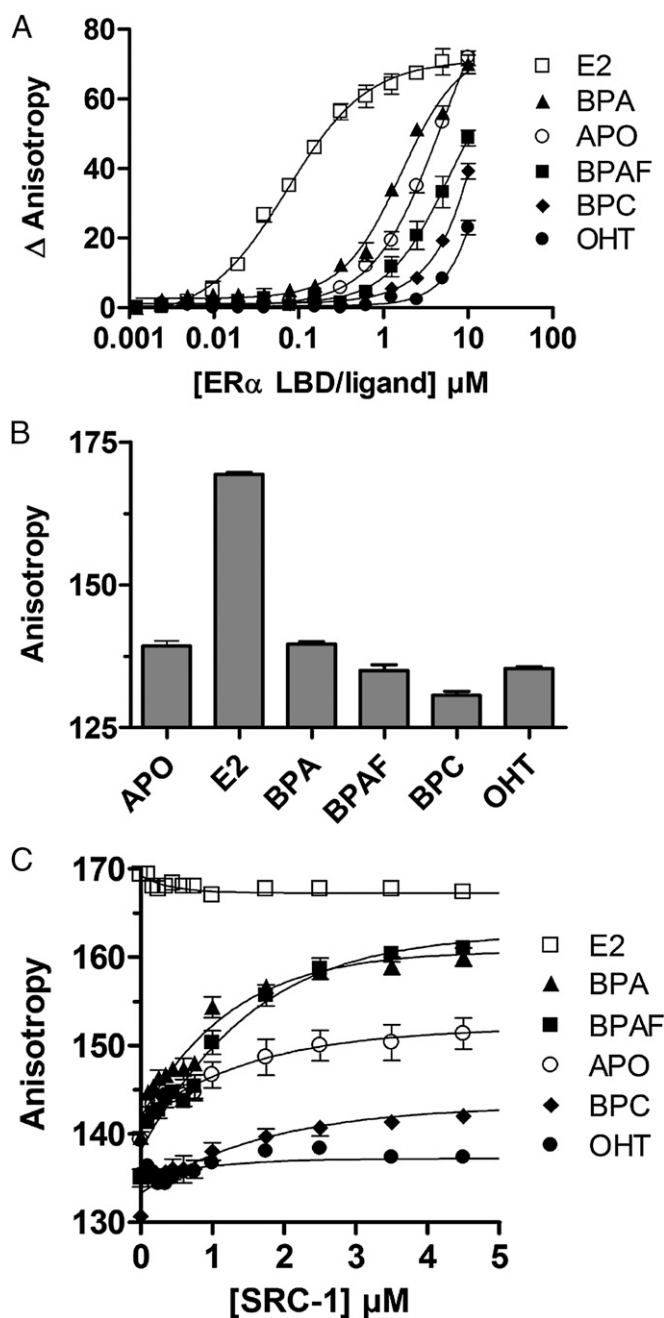 A
80
60
40
20
0
Δ Anisotropy
0.001 0.01 0.1 1 10 100
[ERα LBD/ligand] μM
E2
BPA
APO
BPAF
BPC
OHT
B
175
150
125
Anisotropy
APO E2 BPA BPAF BPC OHT
C
170
160
150
140
130
Anisotropy
0 1 2 3 4 5
[SRC-1] μM
E2
BPA
BPAF
APO
BPC
OHT